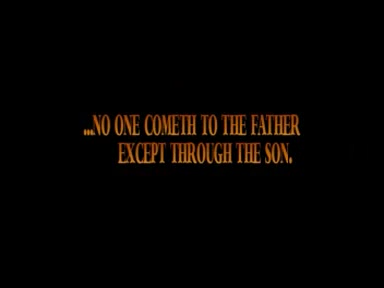 ...NO ONE COMETH TO THE FATHER
EXCEPT THROUGH THE SON.